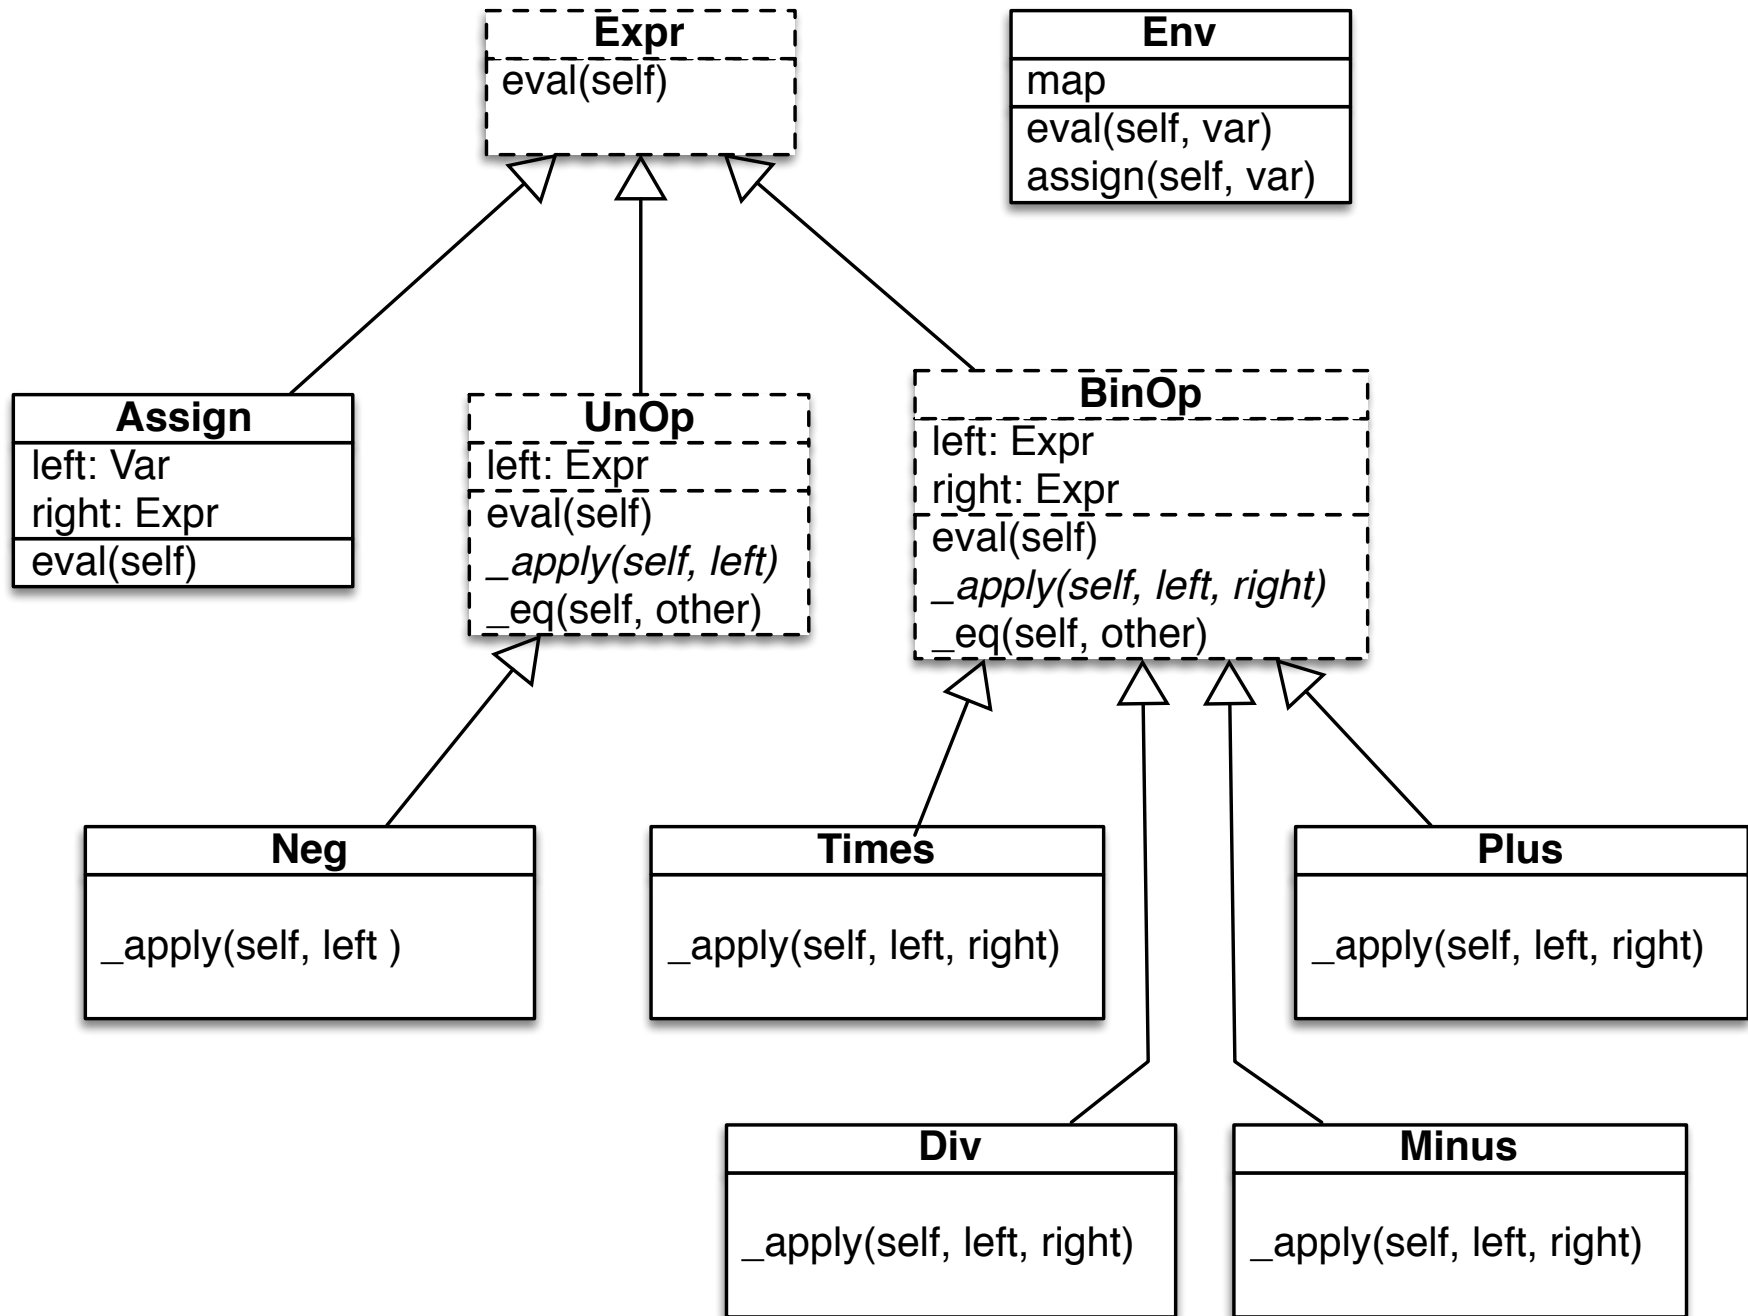 Expr
eval(self)
Env
map
eval(self, var)
assign(self, var)
Assign
left: Var
right: Expr
eval(self)
UnOp
left: Expr
eval(self)
_apply(self, left)
_eq(self, other)
BinOp
left: Expr
right: Expr
eval(self)
_apply(self, left, right)
_eq(self, other)
Neg
_apply(self, left )
Times
_apply(self, left, right)
Plus
_apply(self, left, right)
Div
_apply(self, left, right)
Minus
_apply(self, left, right)